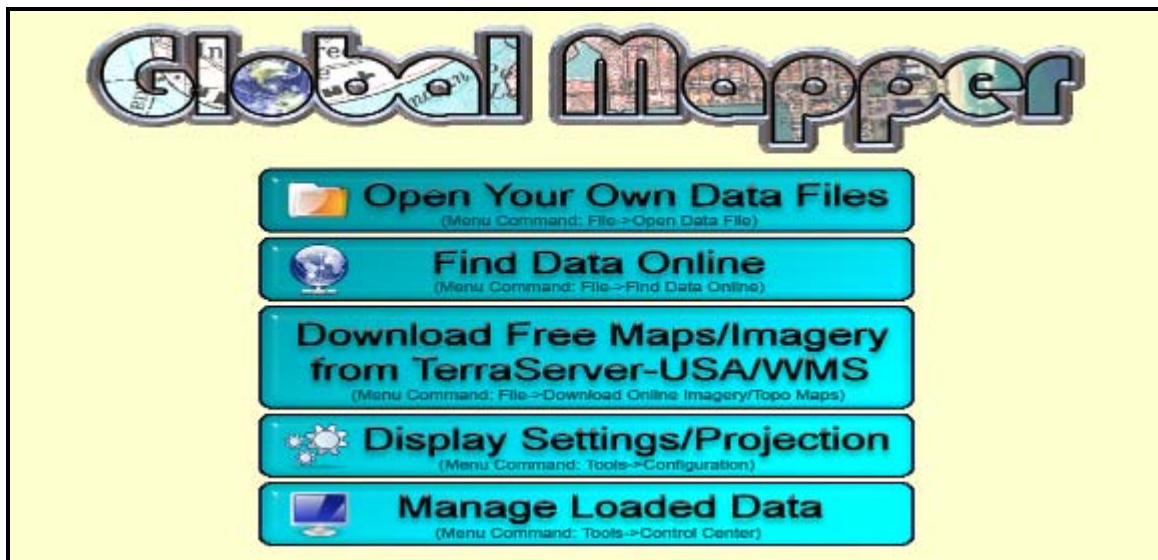 Global Mapper
Open Your Own Data Files
(Menu Command: File->Open Data File)
Find Data Online
(Menu Command: File->Find Data Online)
Download Free Maps/Imagery
from TerraServer-USA/WMS
(Menu Command: File->Download Online Imagery/Topo Maps)
Display Settings/Projection
(Menu Command: Tools->Configuration)
Manage Loaded Data
(Menu Command: Tools->Control Center)